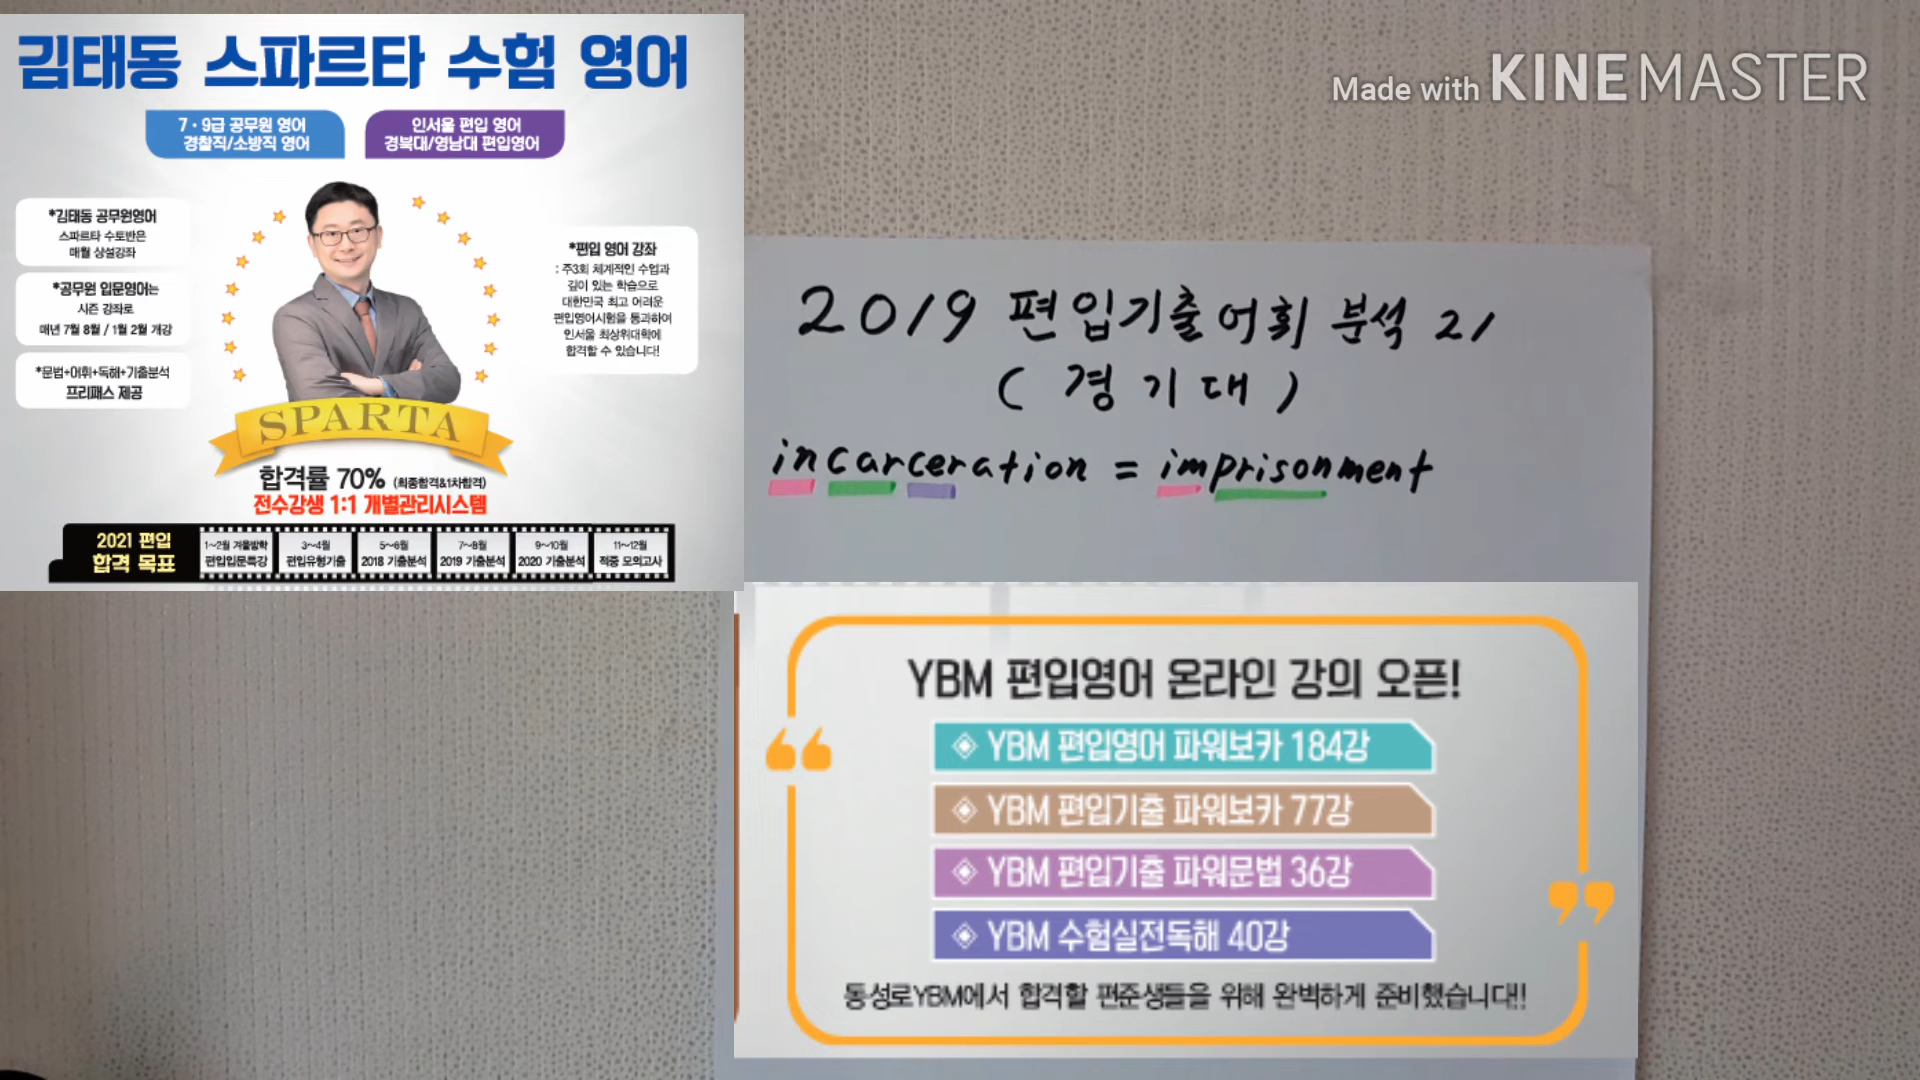 김태동 스파르타 수험 영어
7·9급 공무원 영어
경찰직/소방직 영어
인서울 편입 영어
경북대/영남대 편입영어
*김태동 공무원영어
스파르타 수토반은
매월 상설강좌
*공무원 입문영어는
시즌 강좌로
매년 7월 8월 / 1월 2월 개강
*문법+어휘+독해+기출분석
프리패스 제공
*편입 영어 강좌
: 주3회 체계적인 수업과
깊이 있는 학습으로
대한민국 최고 어려운
편입영어시험을 통과하여
인서울 최상위대학에
합격할 수 있습니다!
SPARTA
합격률 70% (최종합격&1차합격)
전수강생 1:1 개별관리시스템
2021 편입
합격 목표
1~2월 겨울방학
편입입문특강
3~4월
편입유형기출
5~6월
2018 기출분석
7~8월
2019 기출분석
9~10월
2020 기출분석
11~12월
적중 모의고사
Made with KINEMASTER
2019 편입기출어휘 분석 21
(경기대)
incarceration = imprisonment
YBM 편입영어 온라인 강의 오픈!
YBM 편입영어 파워보카 184강
YBM 편입기출 파워보카 77강
YBM 편입기출 파워문법 36강
YBM 수험실전독해 40강
동성로YBM에서 합격할 편준생들을 위해 완벽하게 준비했습니다!!